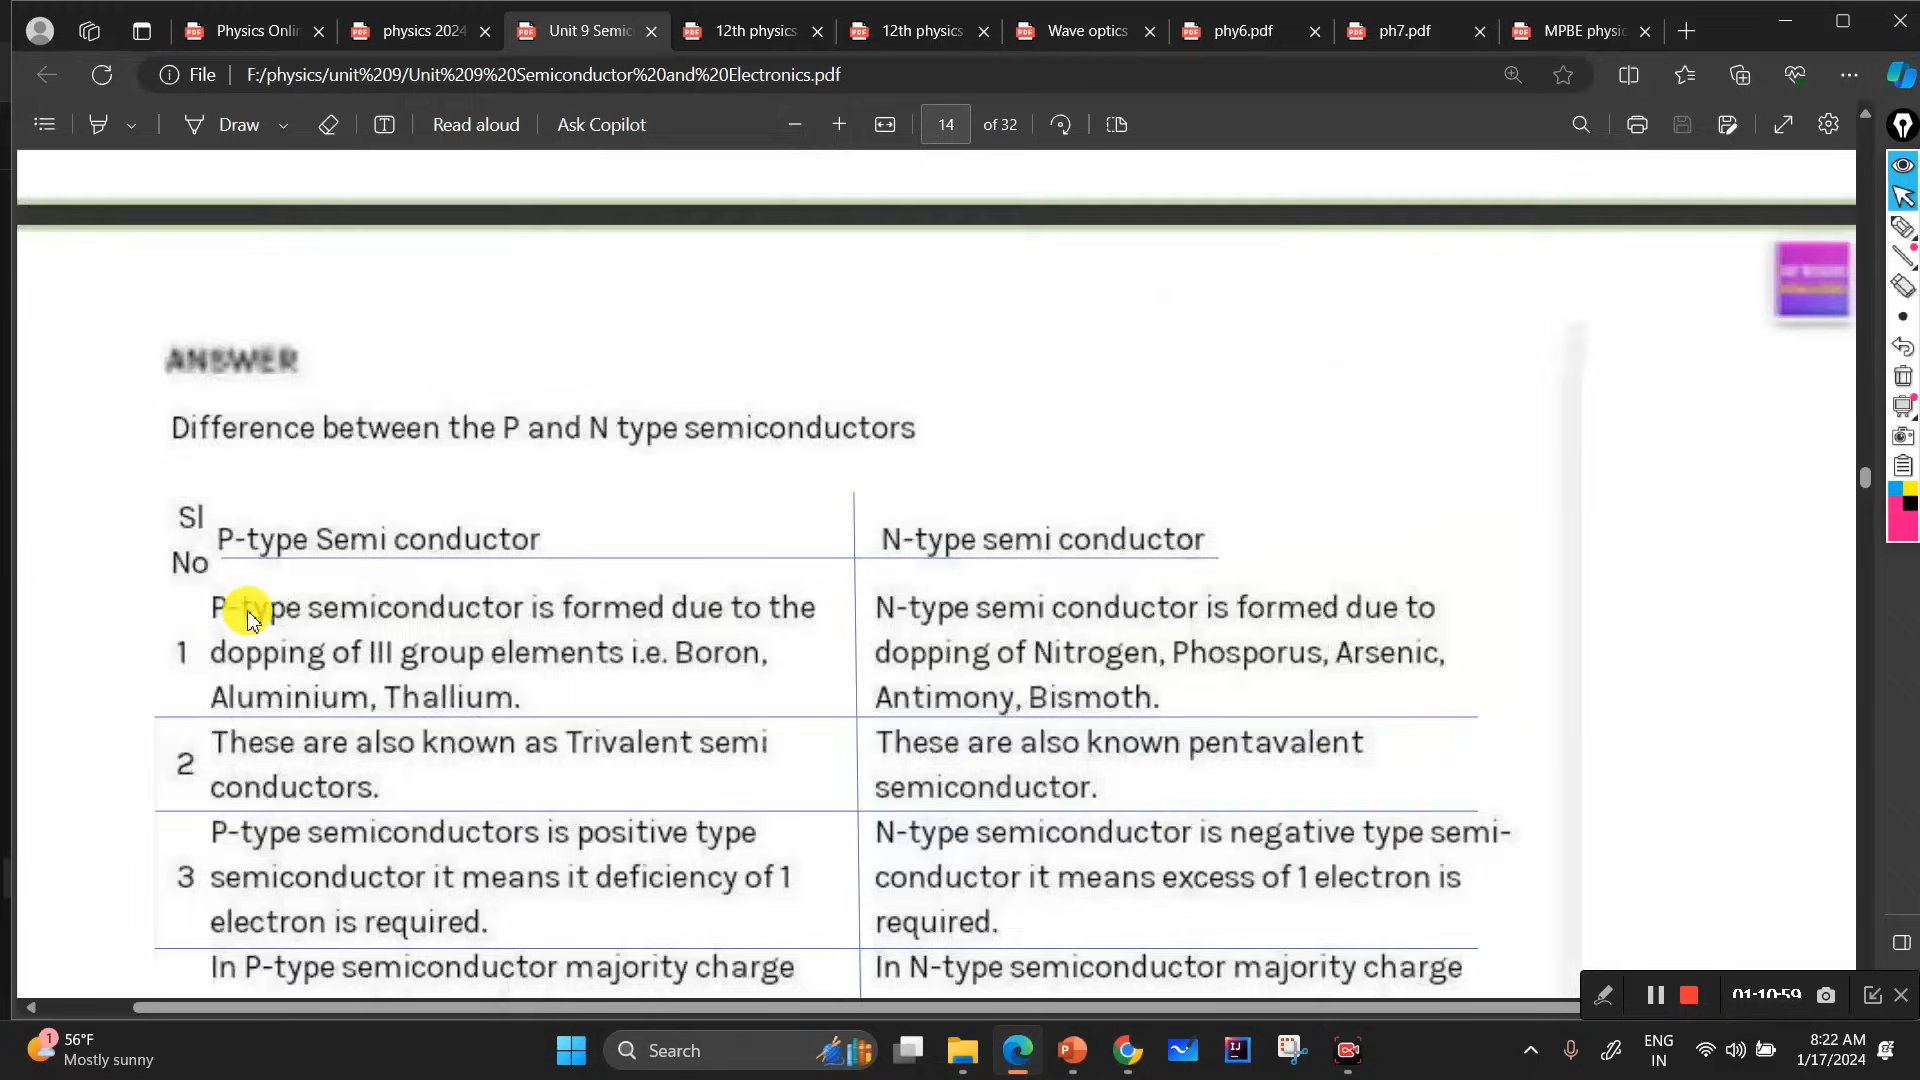 Physics Onlin
physics 2024
Unit 9 Semic
12th physics
12th physics
Wave optics
phy6.pdf
ph7.pdf
MPBE physic
File
F:/physics/unit%209/Unit%209%20Semiconductor%20and%20Electronics.pdf
Draw
Read aloud
Ask Copilot
14
of 32
ANSWER
Difference between the P and N type semiconductors
Sl
No
P-type Semi conductor
N-type semi conductor
1
P-type semiconductor is formed due to the
dopping of III group elements i.e. Boron,
Aluminium, Thallium.
N-type semi conductor is formed due to
dopping of Nitrogen, Phosporus, Arsenic,
Antimony, Bismoth.
2
These are also known as Trivalent semi
conductors.
These are also known pentavalent
semiconductor.
3
P-type semiconductors is positive type
semiconductor it means it deficiency of 1
electron is required.
N-type semiconductor is negative type semi-
conductor it means excess of 1 electron is
required.
In P-type semiconductor majority charge
In N-type semiconductor majority charge
01:10:59
1
56°F
Mostly sunny
Search
ENG
IN
8:22 AM
1/17/2024